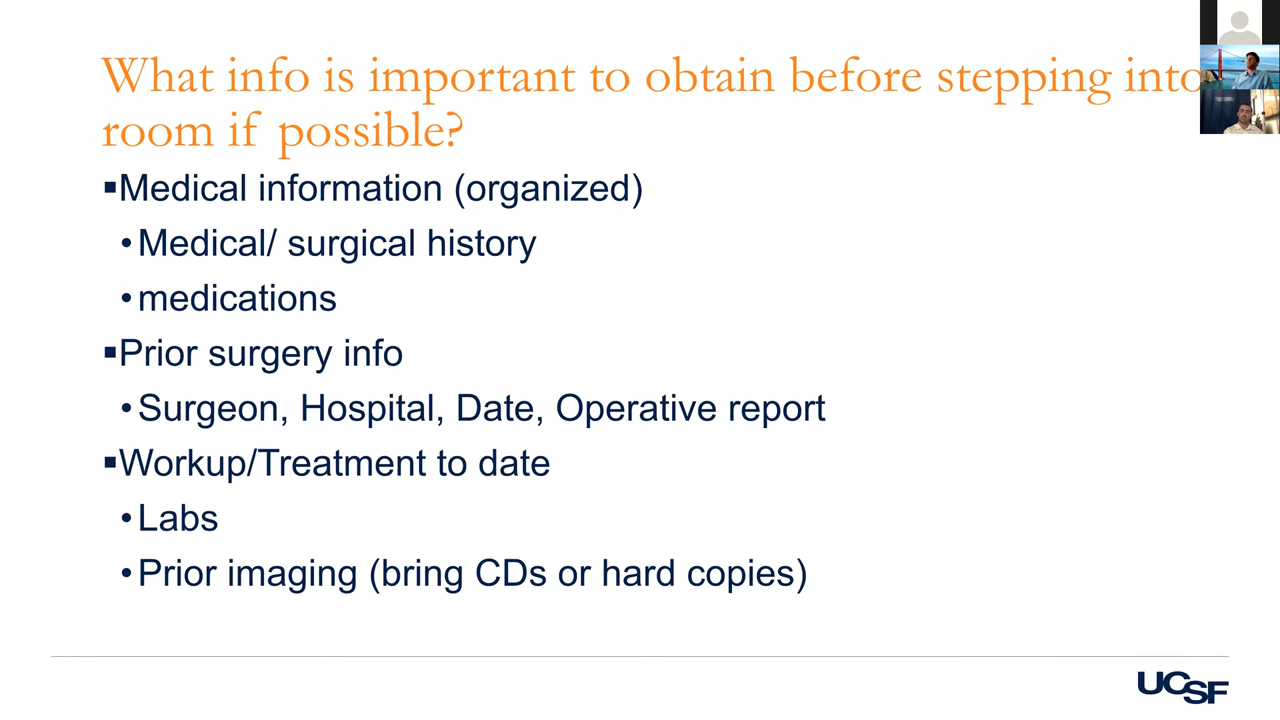 What info is important to obtain before stepping into
room if possible?
▪Medical information (organized)
•Medical/ surgical history
•medications
▪Prior surgery info
•Surgeon, Hospital, Date, Operative report
▪Workup/Treatment to date
•Labs
•Prior imaging (bring CDs or hard copies)
UCSF